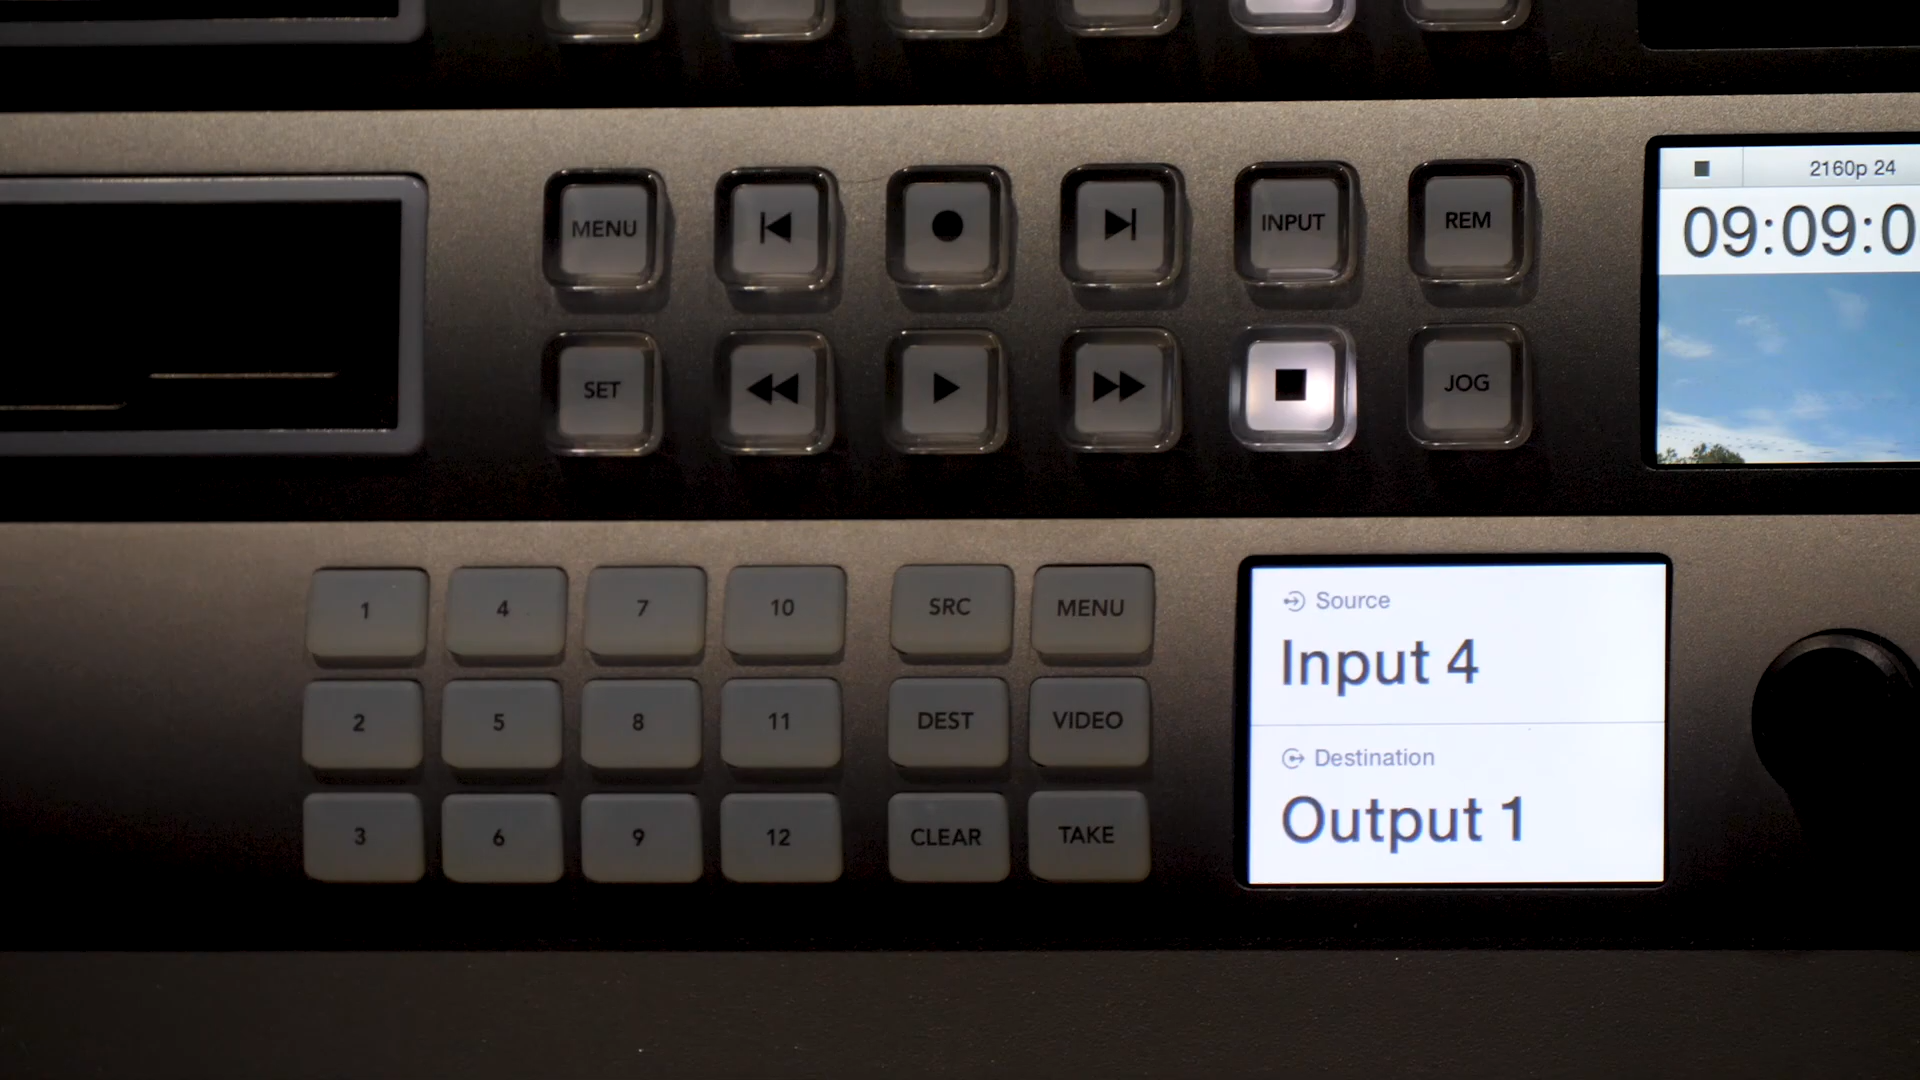 MENU
INPUT
REM
2160p 24
09:09:0
SET
JOG
1
4
7
10
SRC
MENU
2
5
8
11
DEST
VIDEO
3
6
9
12
CLEAR
TAKE
Source
Input 4
Destination
Output 1